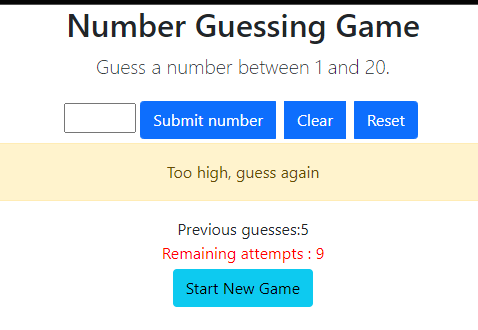 Number Guessing Game
Guess a number between 1 and 20.
Submit number Clear Reset
Too high, guess again
Previous guesses:5
Remaining attempts : 9
Start New Game